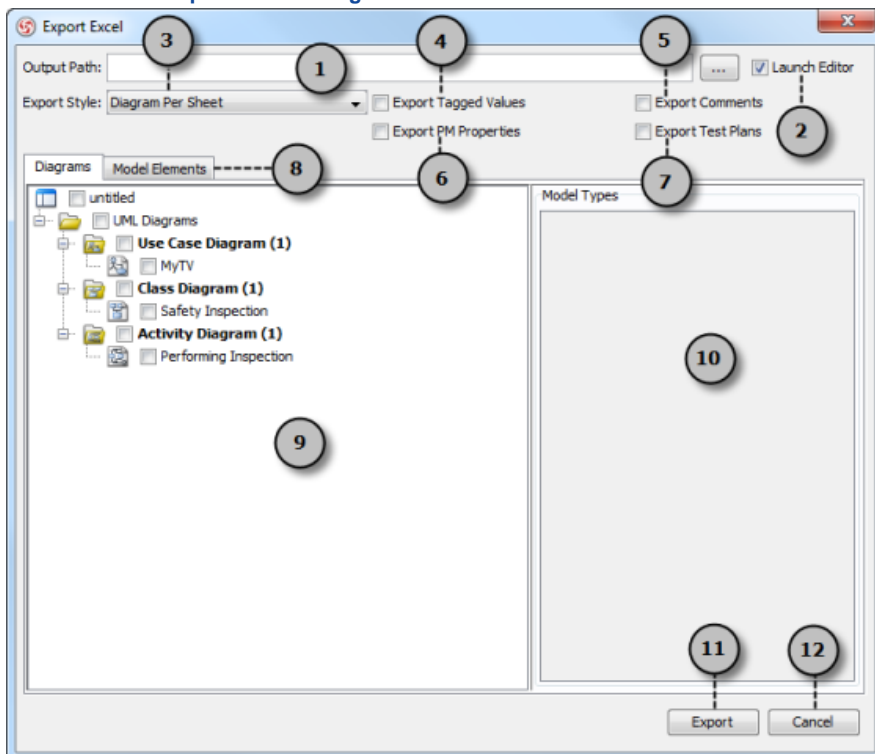 Export Excel
3
4
5
Output Path:
1
...
Launch Editor
Export Style: Diagram Per Sheet
Export Tagged Values
Export Comments
2
Export PM Properties
Export Test Plans
Diagrams
Model Elements
8
6
7
untitled
Model Types
UML Diagrams
Use Case Diagram (1)
MyTV
Class Diagram (1)
Safety Inspection
Activity Diagram (1)
Performing Inspection
10
9
11
12
Export
Cancel